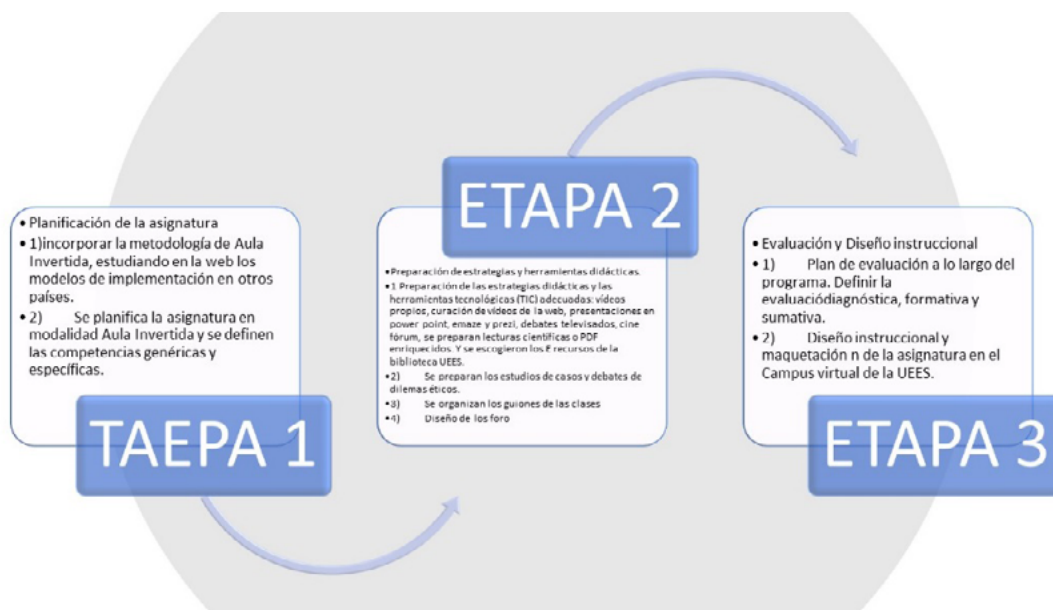 • Planificación de la asignatura
• 1)incorporar la metodología de Aula
Invertida, estudiando en la web los
modelos de implementación en otros
países.
• 2) Se planifica la asignatura en
modalidad Aula Invertida y se definen
las competencias genéricas y
específicas.
TAEPA 1
ETAPA 2
•Preparación de estrategias y herramientas didácticas.
•1 Preparación de las estrategias didácticas y las
herramientas tecnológicas (TIC) adecuadas: vídeos
propios, curación de vídeos de la web, presentaciones en
power point, emaze y prezi, debates televisados, cine
fórum, se preparan lecturas científicas o PDF
enriquecidos. Y se escogieron los E recursos de la
biblioteca UEES.
•2) Se preparan los estudios de casos y debates de
dilemas éticos.
•3) Se organizan los guiones de las clases
•4) Diseño de los foro
• Evaluación y Diseño instruccional
• 1) Plan de evaluación a lo largo del
programa. Definir la
evaluacíodiagnóstica, formativa y
sumativa.
• 2) Diseño instruccional y
maquetación n de la asignatura en el
Campus virtual de la UEES.
ETAPA 3